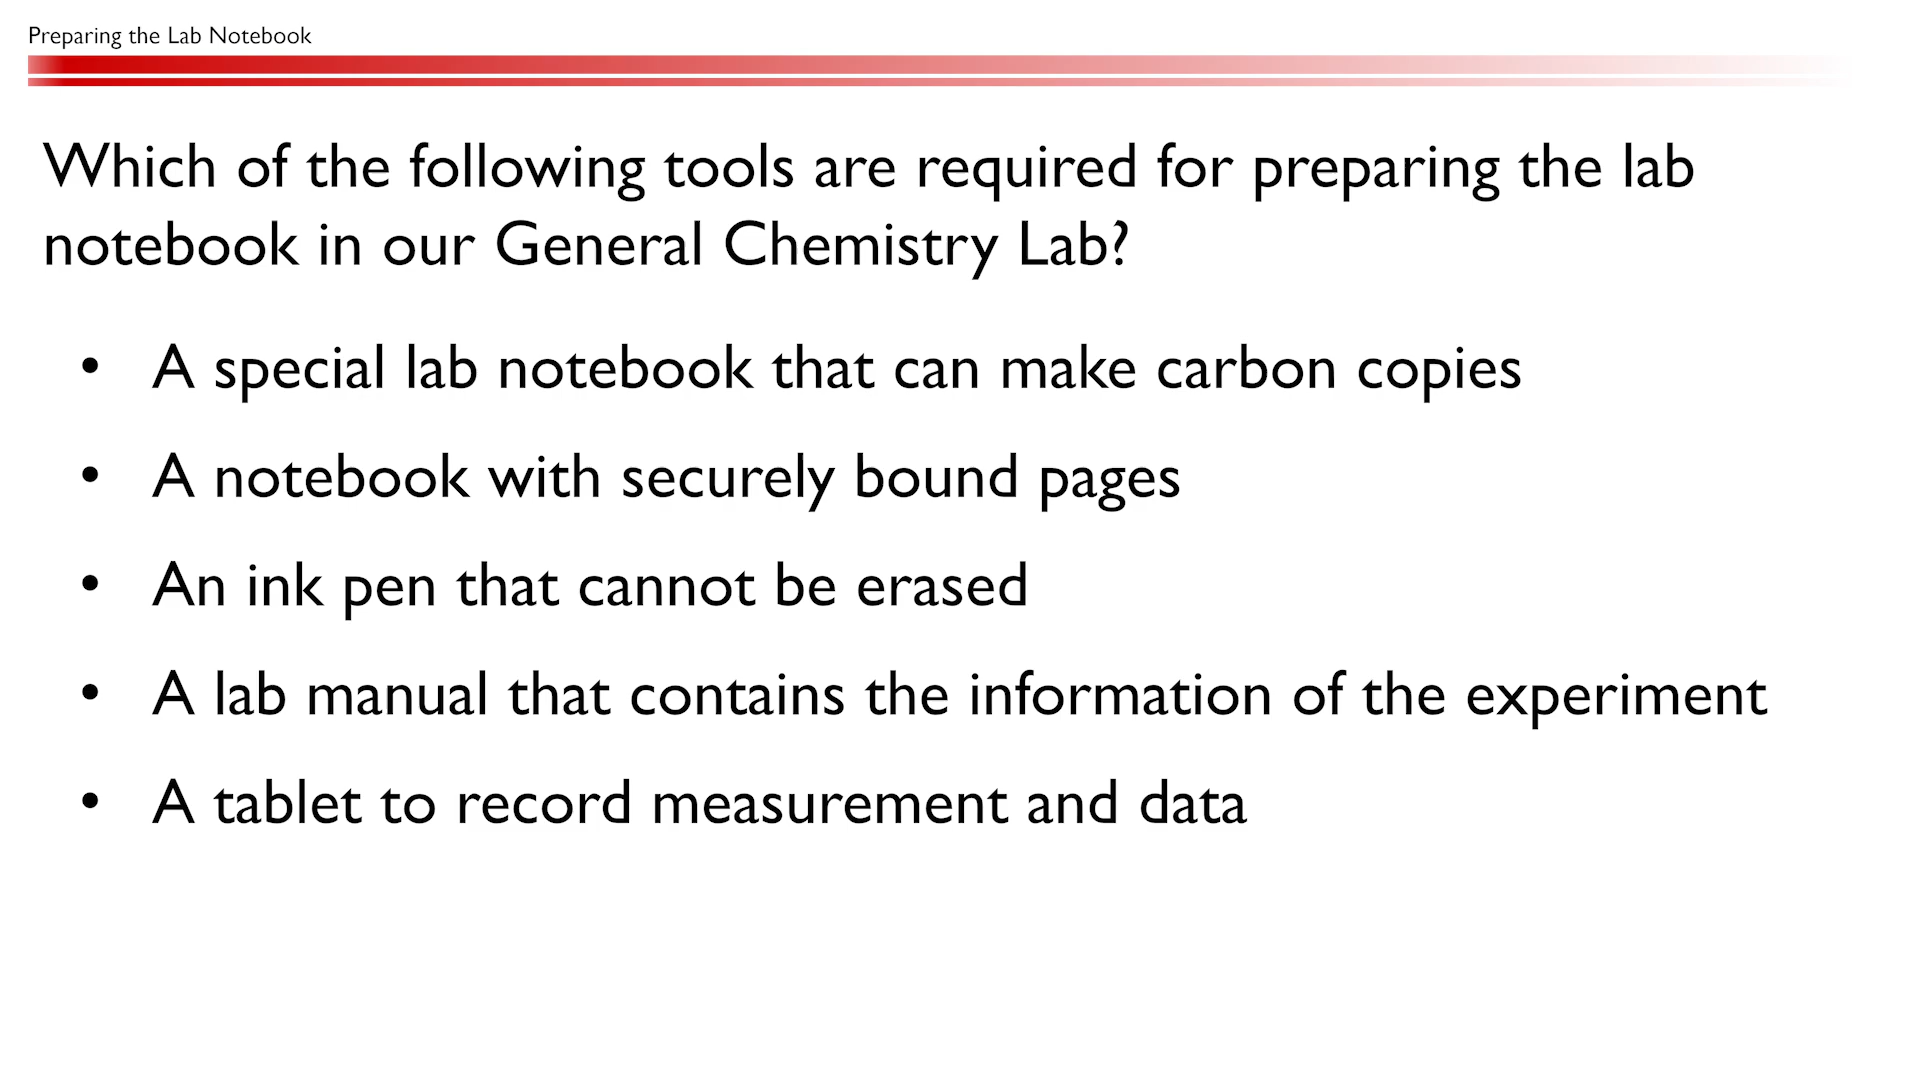 Preparing the Lab Notebook
Which of the following tools are required for preparing the lab
notebook in our General Chemistry Lab?
• A special lab notebook that can make carbon copies
• A notebook with securely bound pages
• An ink pen that cannot be erased
• A lab manual that contains the information of the experiment
• A tablet to record measurement and data